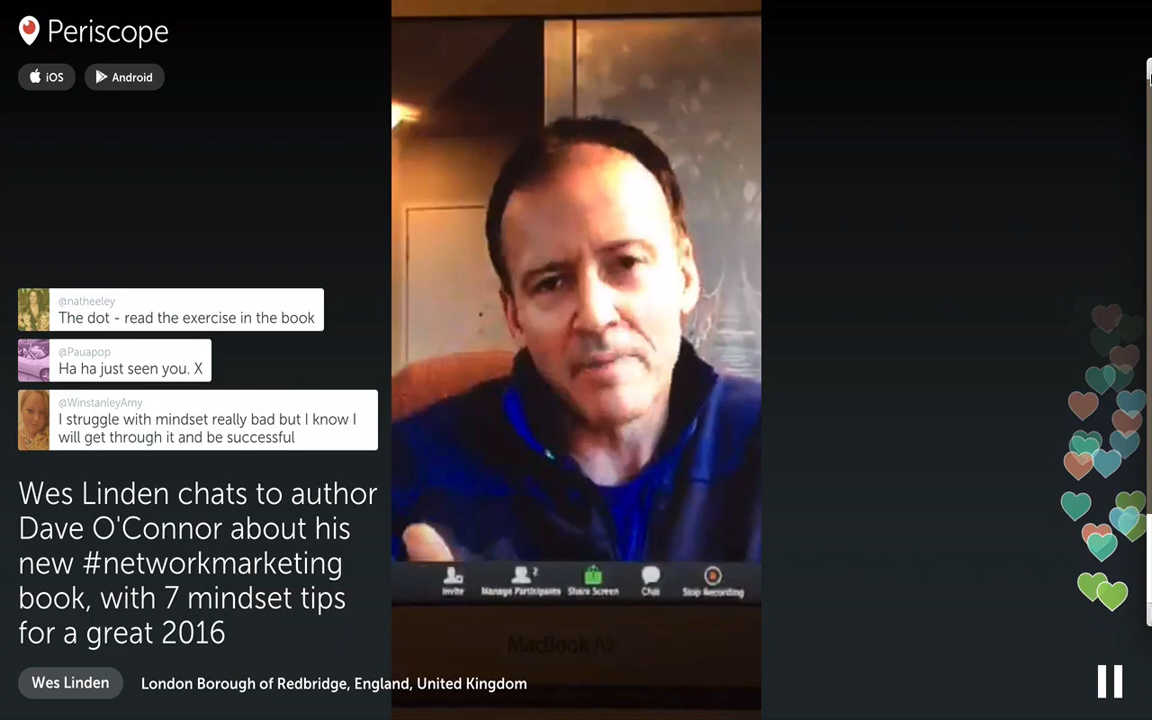 Periscope
iOS
Android
@natheeley
The dot - read the exercise in the book
@Pauapop
Ha ha just seen you. X
@WinstanleyAmy
I struggle with mindset really bad but I know I
will get through it and be successful
Wes Linden chats to author
Dave O'Connor about his
new #networkmarketing
book, with 7 mindset tips
for a great 2016
Wes Linden
London Borough of Redbridge, England, United Kingdom
2
Invite
Manage Participants
Share Screen
Chat
Stop Recording
MacBook Air